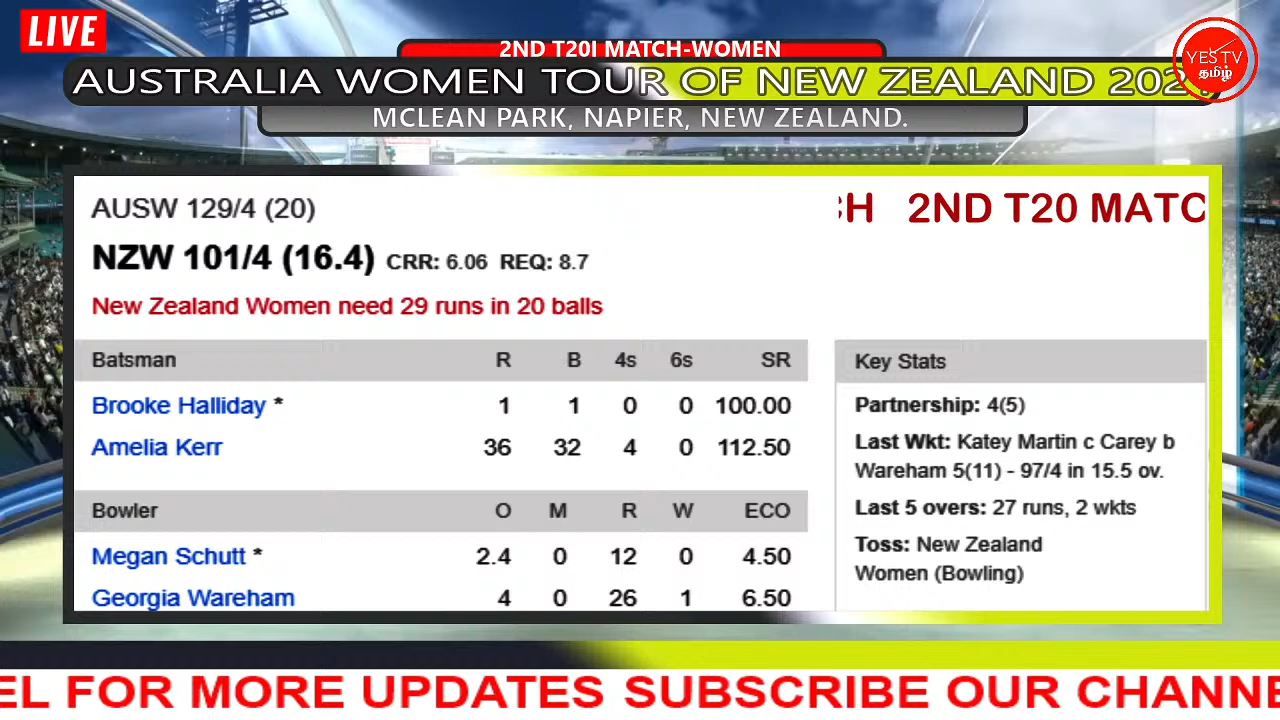 LIVE
2ND T20I MATCH-WOMEN
AUSTRALIA WOMEN TOUR OF NEW ZEALAND
YES TV
தமிழ்
MCLEAN PARK, NAPIER, NEW ZEALAND.
AUSW 129/4 (20)
2ND T20 MATC
NZW 101/4 (16.4) CRR: 6.06 REQ: 8.7
New Zealand Women need 29 runs in 20 balls
Batsman R B 4s 6s SR
Brooke Halliday * 1 1 0 0 100.00
Amelia Kerr 36 32 4 0 112.50
Bowler O M R W ECO
Megan Schutt * 2.4 0 12 0 4.50
Georgia Wareham 4 0 26 1 6.50
Key Stats
Partnership: 4(5)
Last Wkt: Katey Martin c Carey b
Wareham 5(11) - 97/4 in 15.5 ov.
Last 5 overs: 27 runs, 2 wkts
Toss: New Zealand
Women (Bowling)
EL FOR MORE UPDATES SUBSCRIBE OUR CHANNE